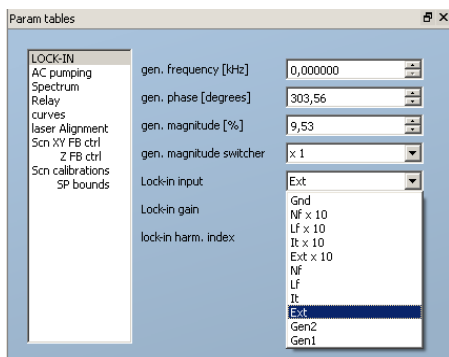 Param tables
LOCK-IN
AC pumping
Spectrum
Relay
curves
laser Alignment
Scn XY FB ctrl
Z FB ctrl
Scn calibrations
SP bounds
gen. frequency [kHz] 0,000000
gen. phase [degrees] 303,56
gen. magnitude [%] 9,53
gen. magnitude switcher x 1
Lock-in input Ext
Lock-in gain
lock-in harm. index
Gnd
Nf x 10
Lf x 10
It x 10
Ext x 10
Nf
Lf
It
Ext
Gen2
Gen1